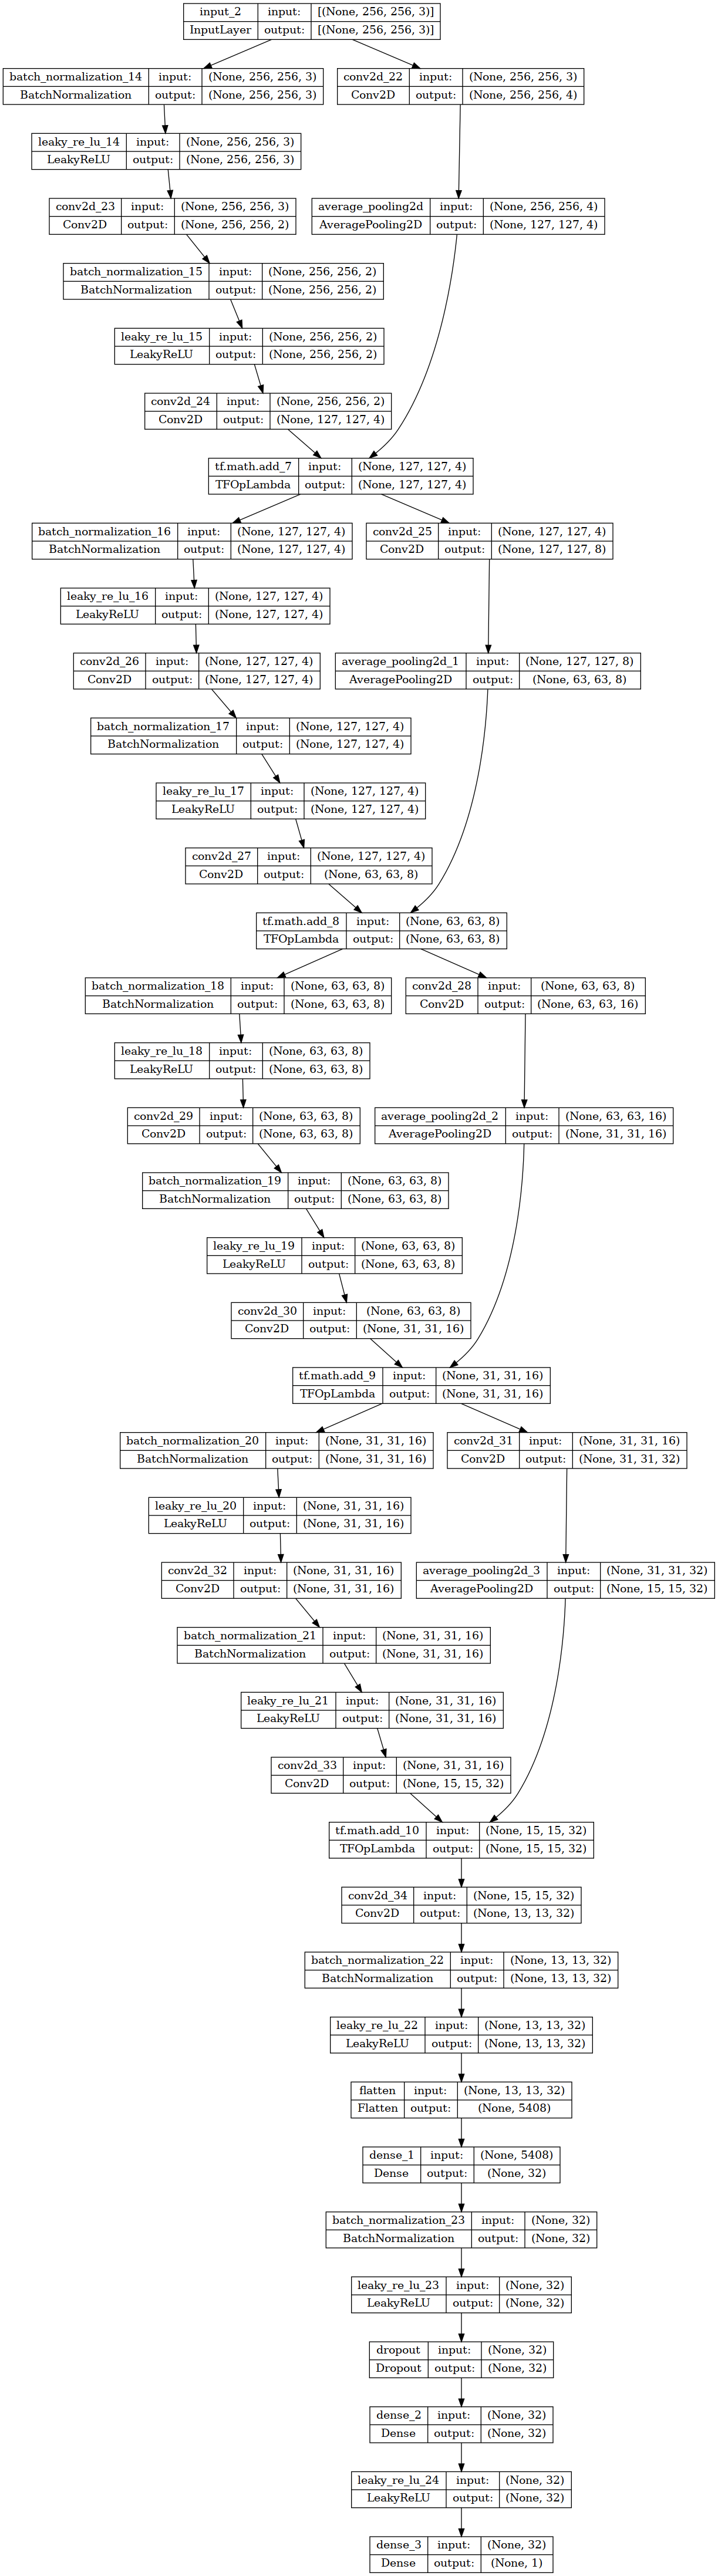 input_2 input: [(None, 256, 256, 3)]
InputLayer output: [(None, 256, 256, 3)]
batch_normalization_14 input: (None, 256, 256, 3)
BatchNormalization output: (None, 256, 256, 3)
conv2d_22 input: (None, 256, 256, 3)
Conv2D output: (None, 256, 256, 4)
leaky_re_lu_14 input: (None, 256, 256, 3)
LeakyReLU output: (None, 256, 256, 3)
conv2d_23 input: (None, 256, 256, 3)
Conv2D output: (None, 256, 256, 2)
average_pooling2d input: (None, 256, 256, 4)
AveragePooling2D output: (None, 127, 127, 4)
batch_normalization_15 input: (None, 256, 256, 2)
BatchNormalization output: (None, 256, 256, 2)
leaky_re_lu_15 input: (None, 256, 256, 2)
LeakyReLU output: (None, 256, 256, 2)
conv2d_24 input: (None, 256, 256, 2)
Conv2D output: (None, 127, 127, 4)
tf.math.add_7 input: (None, 127, 127, 4)
TFOpLambda output: (None, 127, 127, 4)
batch_normalization_16 input: (None, 127, 127, 4)
BatchNormalization output: (None, 127, 127, 4)
conv2d_25 input: (None, 127, 127, 4)
Conv2D output: (None, 127, 127, 8)
leaky_re_lu_16 input: (None, 127, 127, 4)
LeakyReLU output: (None, 127, 127, 4)
conv2d_26 input: (None, 127, 127, 4)
Conv2D output: (None, 127, 127, 4)
average_pooling2d_1 input: (None, 127, 127, 8)
AveragePooling2D output: (None, 63, 63, 8)
batch_normalization_17 input: (None, 127, 127, 4)
BatchNormalization output: (None, 127, 127, 4)
leaky_re_lu_17 input: (None, 127, 127, 4)
LeakyReLU output: (None, 127, 127, 4)
conv2d_27 input: (None, 127, 127, 4)
Conv2D output: (None, 63, 63, 8)
tf.math.add_8 input: (None, 63, 63, 8)
TFOpLambda output: (None, 63, 63, 8)
batch_normalization_18 input: (None, 63, 63, 8)
BatchNormalization output: (None, 63, 63, 8)
conv2d_28 input: (None, 63, 63, 8)
Conv2D output: (None, 63, 63, 16)
leaky_re_lu_18 input: (None, 63, 63, 8)
LeakyReLU output: (None, 63, 63, 8)
conv2d_29 input: (None, 63, 63, 8)
Conv2D output: (None, 63, 63, 8)
average_pooling2d_2 input: (None, 63, 63, 16)
AveragePooling2D output: (None, 31, 31, 16)
batch_normalization_19 input: (None, 63, 63, 8)
BatchNormalization output: (None, 63, 63, 8)
leaky_re_lu_19 input: (None, 63, 63, 8)
LeakyReLU output: (None, 63, 63, 8)
conv2d_30 input: (None, 63, 63, 8)
Conv2D output: (None, 31, 31, 16)
tf.math.add_9 input: (None, 31, 31, 16)
TFOpLambda output: (None, 31, 31, 16)
batch_normalization_20 input: (None, 31, 31, 16)
BatchNormalization output: (None, 31, 31, 16)
conv2d_31 input: (None, 31, 31, 16)
Conv2D output: (None, 31, 31, 32)
leaky_re_lu_20 input: (None, 31, 31, 16)
LeakyReLU output: (None, 31, 31, 16)
conv2d_32 input: (None, 31, 31, 16)
Conv2D output: (None, 31, 31, 16)
average_pooling2d_3 input: (None, 31, 31, 32)
AveragePooling2D output: (None, 15, 15, 32)
batch_normalization_21 input: (None, 31, 31, 16)
BatchNormalization output: (None, 31, 31, 16)
leaky_re_lu_21 input: (None, 31, 31, 16)
LeakyReLU output: (None, 31, 31, 16)
conv2d_33 input: (None, 31, 31, 16)
Conv2D output: (None, 15, 15, 32)
tf.math.add_10 input: (None, 15, 15, 32)
TFOpLambda output: (None, 15, 15, 32)
conv2d_34 input: (None, 15, 15, 32)
Conv2D output: (None, 13, 13, 32)
batch_normalization_22 input: (None, 13, 13, 32)
BatchNormalization output: (None, 13, 13, 32)
leaky_re_lu_22 input: (None, 13, 13, 32)
LeakyReLU output: (None, 13, 13, 32)
flatten input: (None, 13, 13, 32)
Flatten output: (None, 5408)
dense_1 input: (None, 5408)
Dense output: (None, 32)
batch_normalization_23 input: (None, 32)
BatchNormalization output: (None, 32)
leaky_re_lu_23 input: (None, 32)
LeakyReLU output: (None, 32)
dropout input: (None, 32)
Dropout output: (None, 32)
dense_2 input: (None, 32)
Dense output: (None, 32)
leaky_re_lu_24 input: (None, 32)
LeakyReLU output: (None, 32)
dense_3 input: (None, 32)
Dense output: (None, 1)